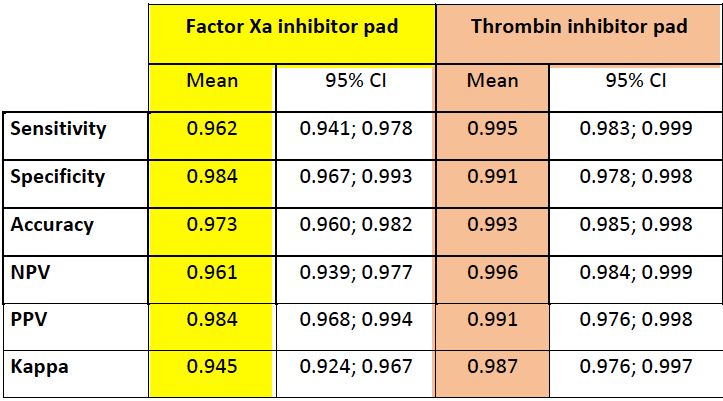 Factor Xa inhibitor pad Thrombin inhibitor pad
Mean 95% CI Mean 95% CI
Sensitivity 0.962 0.941; 0.978 0.995 0.983; 0.999
Specificity 0.984 0.967; 0.993 0.991 0.978; 0.998
Accuracy 0.973 0.960; 0.982 0.993 0.985; 0.998
NPV 0.961 0.939; 0.977 0.996 0.984; 0.999
PPV 0.984 0.968; 0.994 0.991 0.976; 0.998
Kappa 0.945 0.924; 0.967 0.987 0.976; 0.997